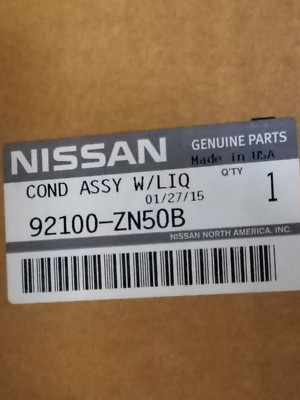 NISSAN
GENUINE PARTS
Made in USA
COND ASSY W/LIQ
Q'TY
01/27/15
1
92100-ZN50B
NISSAN NORTH AMERICA, INC.